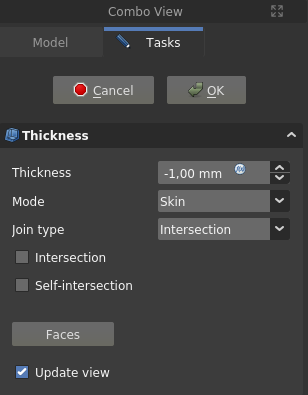 Combo View
Model
Tasks
Cancel
OK
Thickness
Thickness
-1,00 mm
Mode
Skin
Join type
Intersection
Intersection
Self-intersection
Faces
Update view